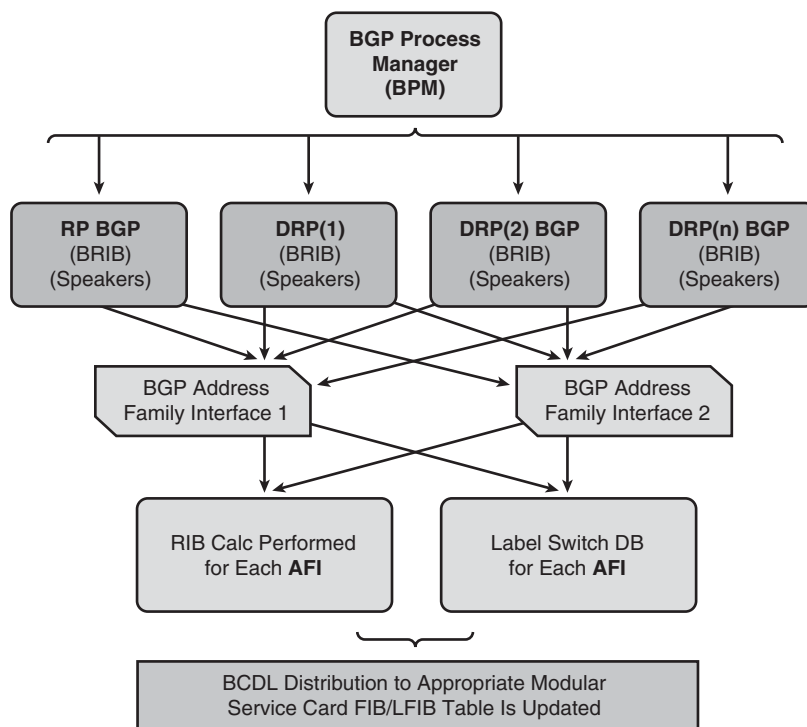 BGP Process
Manager
(BPM)
RP BGP
(BRIB)
(Speakers)
DRP(1)
(BRIB)
(Speakers)
DRP(2) BGP
(BRIB)
(Speakers)
DRP(n) BGP
(BRIB)
(Speakers)
BGP Address
Family Interface 1
BGP Address
Family Interface 2
RIB Calc Performed
for Each AFI
Label Switch DB
for Each AFI
BCDL Distribution to Appropriate Modular
Service Card FIB/LFIB Table Is Updated